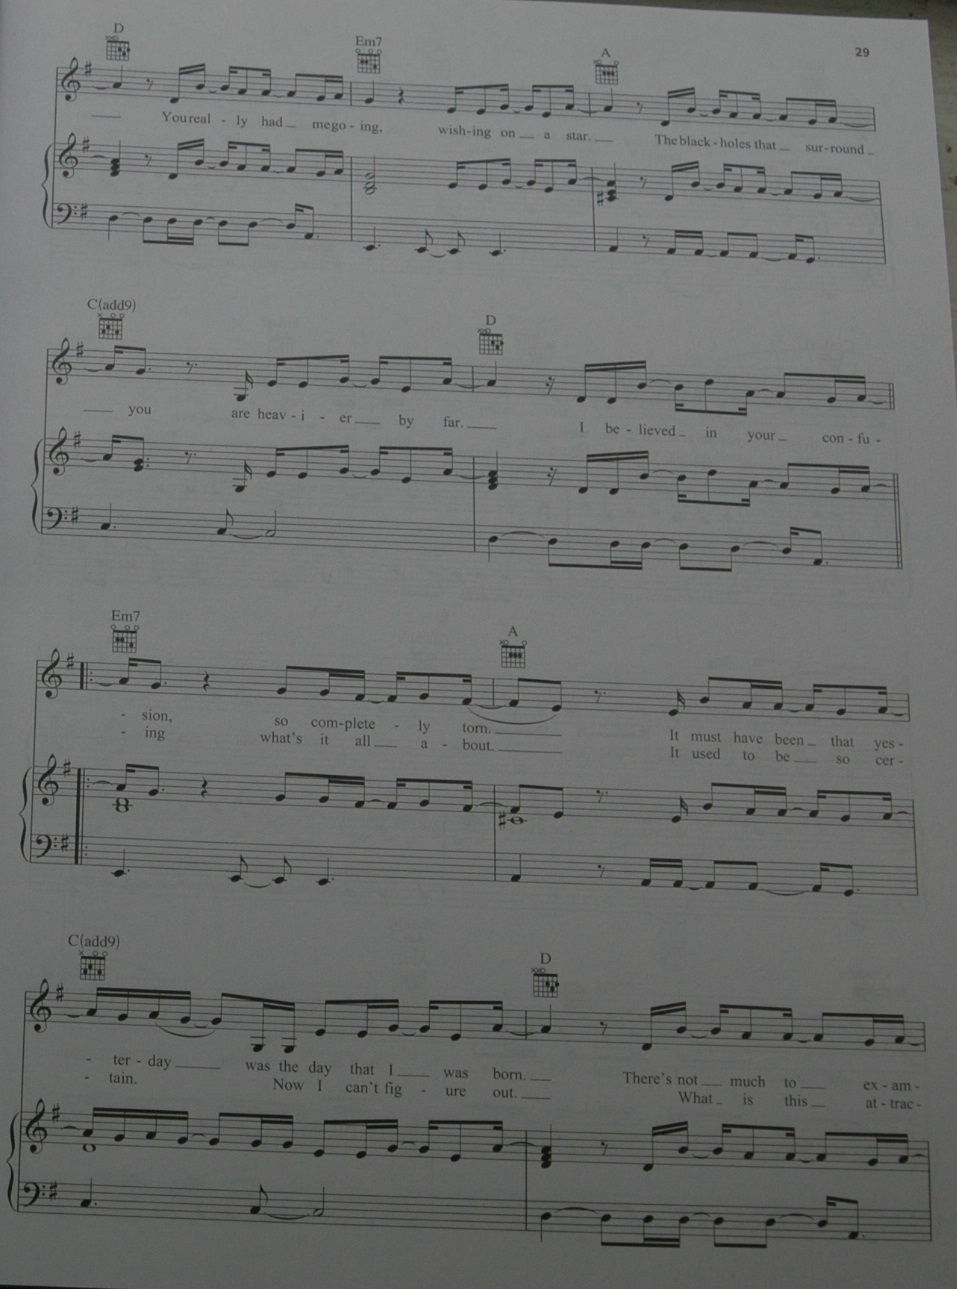 29
D Em7 A
You real - ly had me go - ing, wish - ing on a star. The black - holes that sur - round
C(add9) D
you are heav - i - er by far. I be - lieved in your con - fu -
Em7 A
- sion, so com - plete - ly torn. It must have been that yes -
- ing what's it all a - bout. It used to be so cer -
C(add9) D
- ter - day was the day that I was born. There's not much to ex - am -
- tain. Now I can't fig - ure out. What is this at - trac -